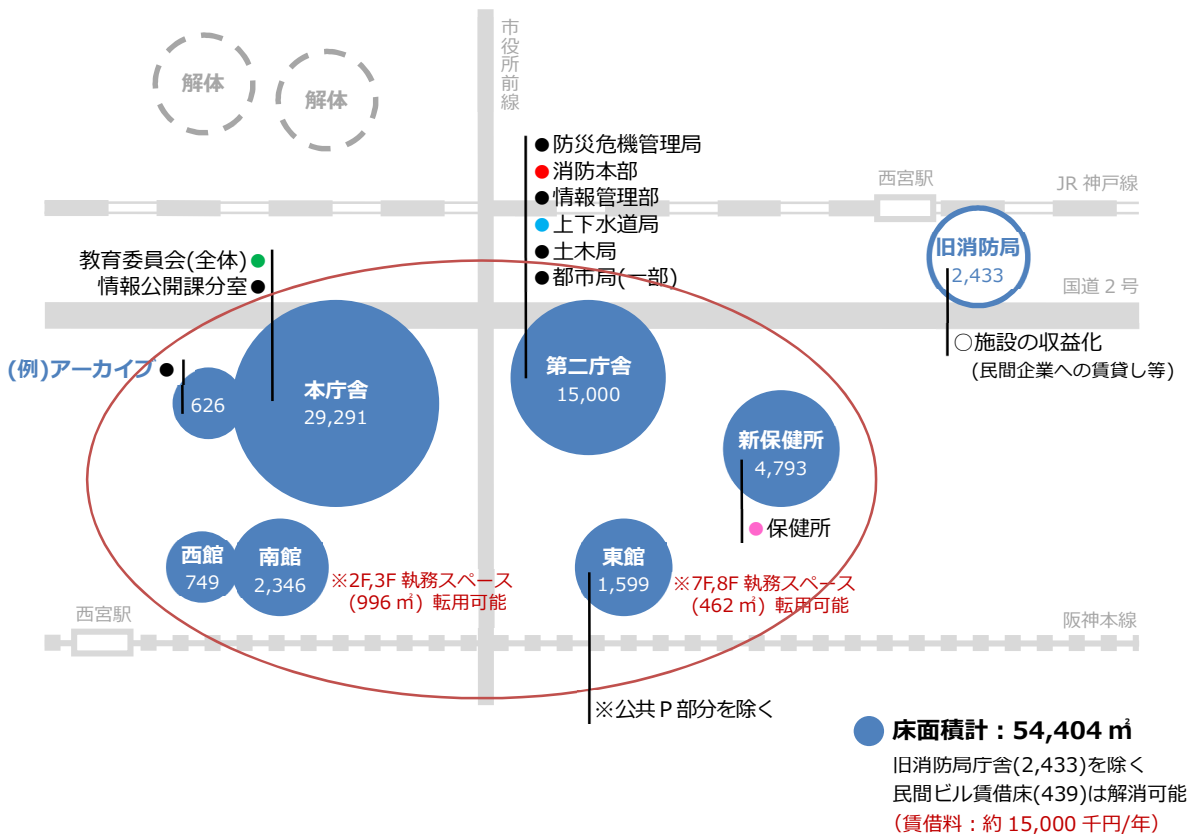 解体
解体
市役所前線
●防災危機管理局
●消防本部
●情報管理部
●上下水道局
●土木局
●都市局(一部)
西宮駅
JR 神戸線
旧消防局
2,433
国道 2 号
○施設の収益化
(民間企業への賃貸し等)
教育委員会(全体)●
情報公開課分室●
(例)アーカイブ●
626
本庁舎
29,291
第二庁舎
15,000
新保健所
4,793
●保健所
西館
749
南館
2,346
※2F,3F 執務スペース
(996 ㎡) 転用可能
東館
1,599
※7F,8F 執務スペース
(462 ㎡) 転用可能
西宮駅
阪神本線
※公共 P 部分を除く
床面積計：54,404 ㎡
旧消防局庁舎(2,433)を除く
民間ビル賃借床(439)は解消可能
（賃借料：約 15,000 千円/年）